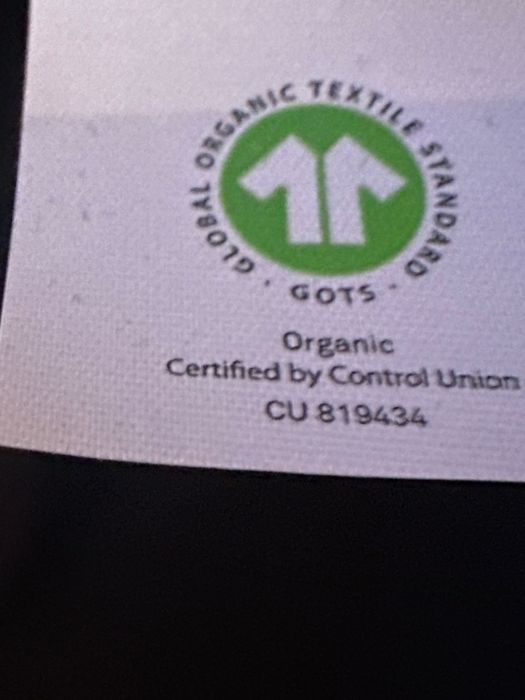 GLOBAL ORGANIC TEXTILE STANDARD
· GOTS ·
Organic
Certified by Control Union
CU 819434